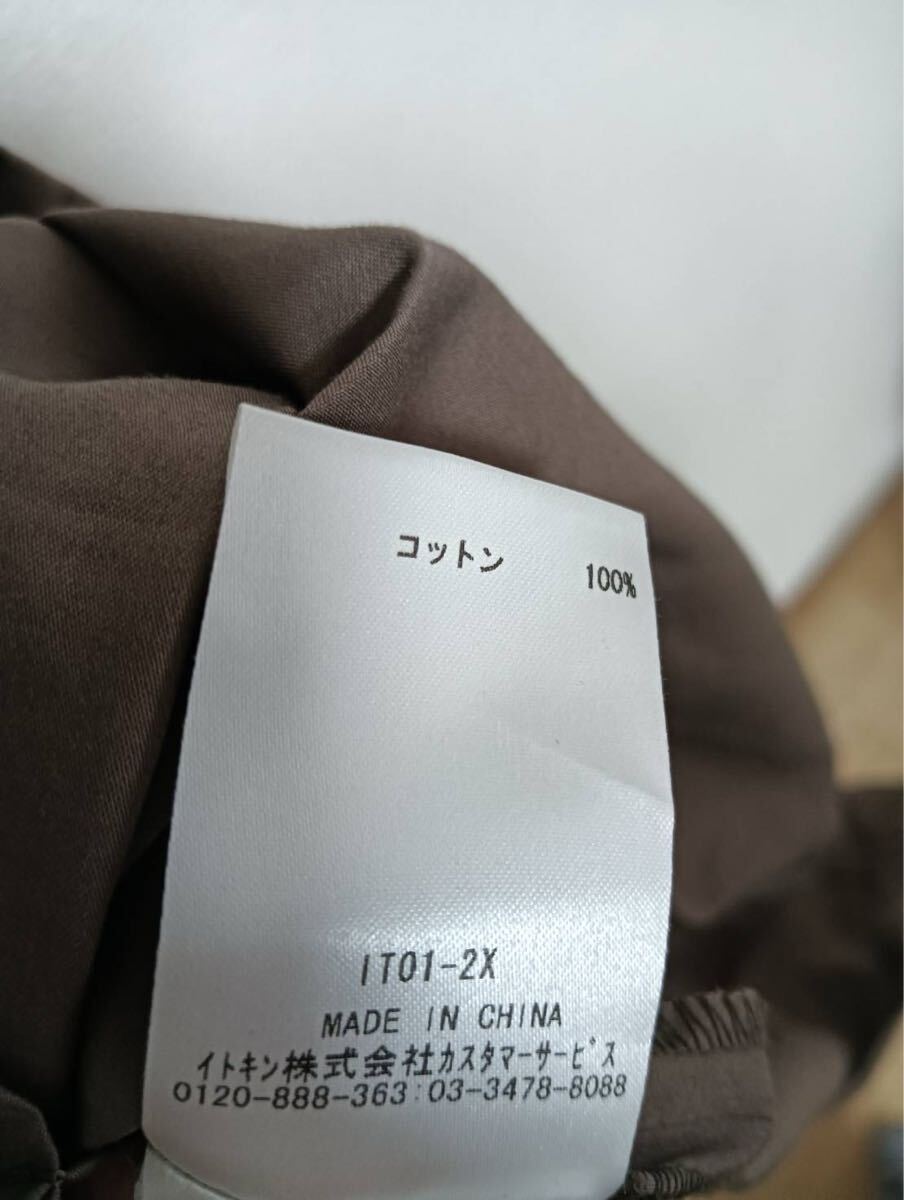 コットン 100%
IT01-2X
MADE IN CHINA
イトキン株式会社カスタマーサービス
0120-888-363:03-3478-8088